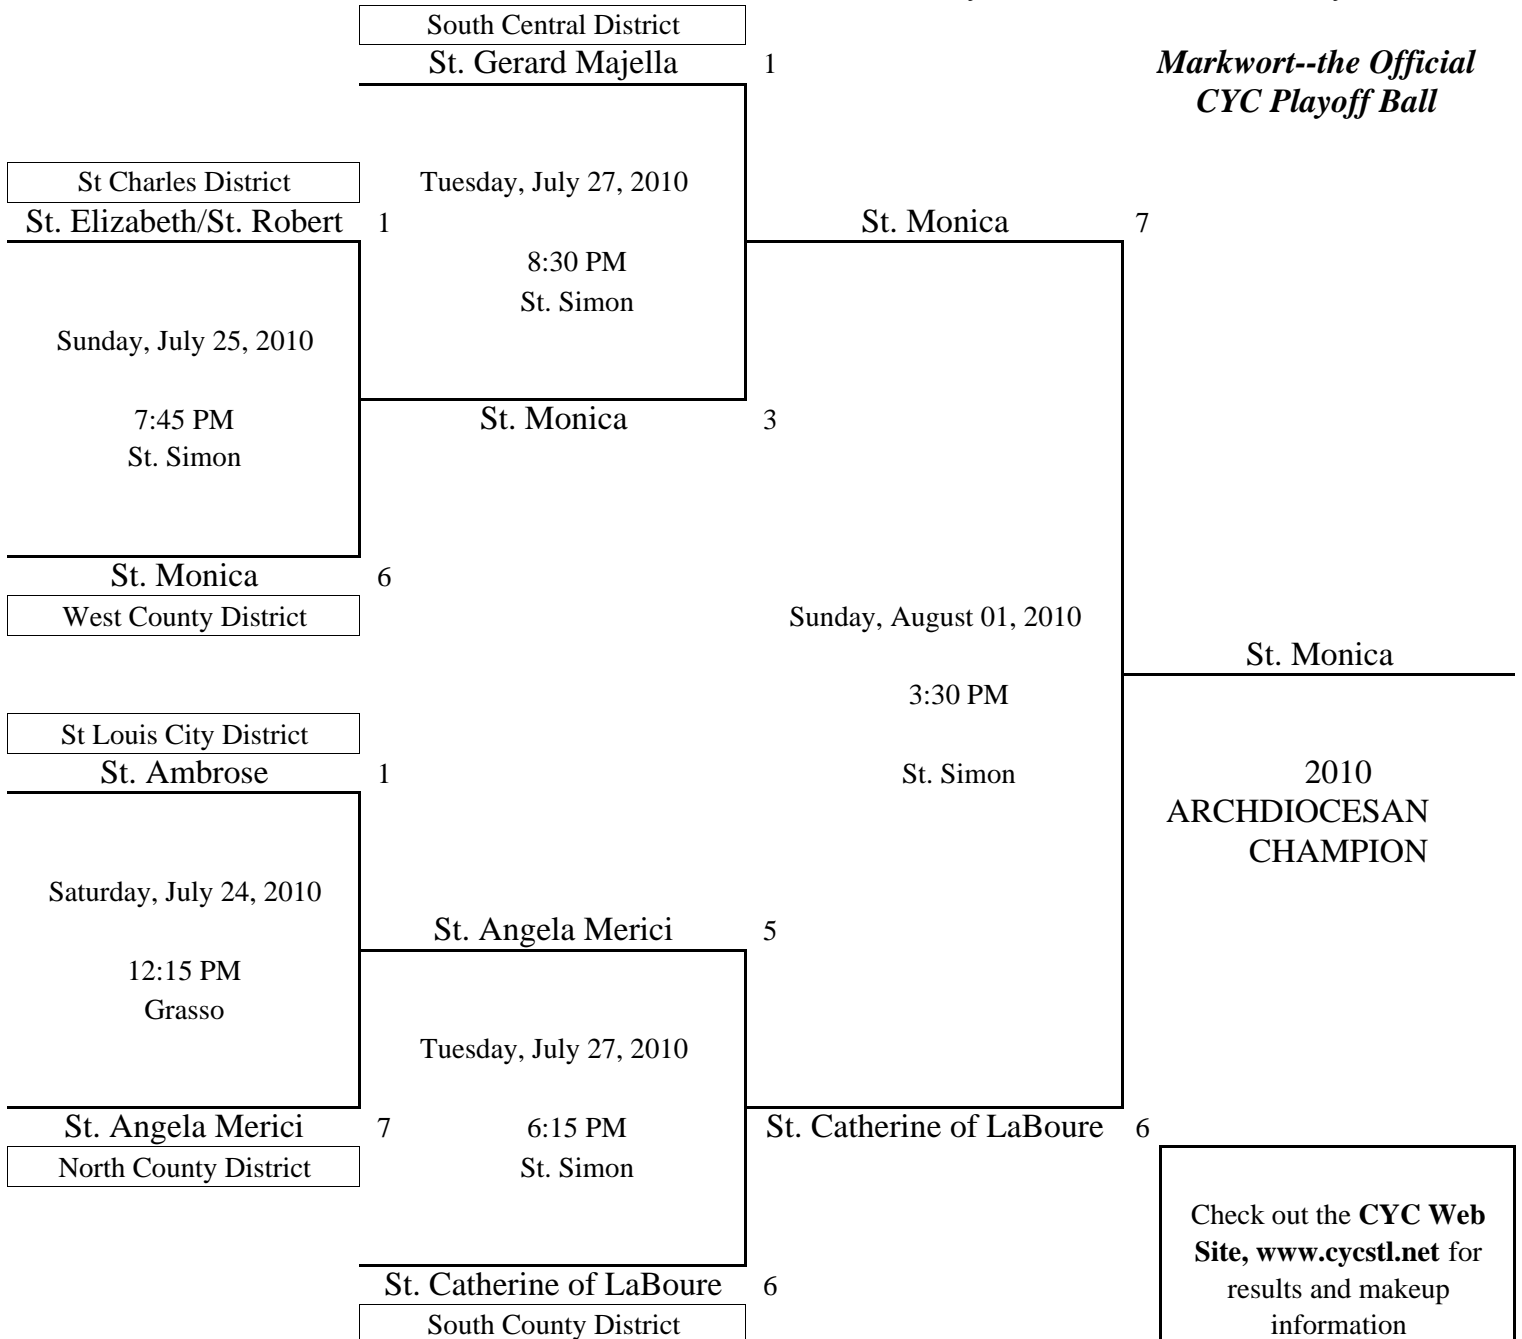 South Central District
St. Gerard Majella 1
Markwort--the Official
CYC Playoff Ball
St Charles District
Tuesday, July 27, 2010
St. Elizabeth/St. Robert 1
St. Monica 7
8:30 PM
St. Simon
Sunday, July 25, 2010
7:45 PM
St. Simon
St. Monica 3
St. Monica 6
West County District
Sunday, August 01, 2010
St. Monica
3:30 PM
St Louis City District
St. Ambrose 1
St. Simon
2010
ARCHDIOCESAN
CHAMPION
Saturday, July 24, 2010
St. Angela Merici 5
12:15 PM
Grasso
Tuesday, July 27, 2010
St. Angela Merici 7
6:15 PM
St. Catherine of LaBoure 6
North County District
St. Simon
Check out the CYC Web
Site, www.cycstl.net for
results and makeup
information
St. Catherine of LaBoure 6
South County District